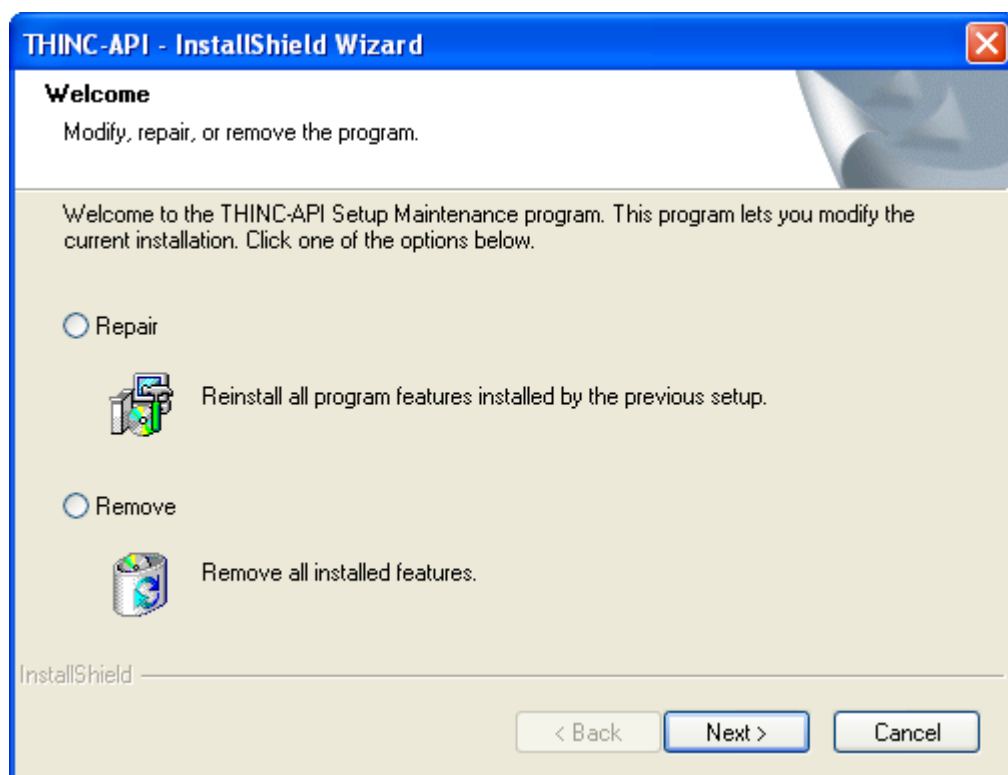 THINC-API - InstallShield Wizard
Welcome
Modify, repair, or remove the program.
Welcome to the THINC-API Setup Maintenance program. This program lets you modify the
current installation. Click one of the options below.
Repair
Reinstall all program features installed by the previous setup.
Remove
Remove all installed features.
InstallShield
< Back
Next >
Cancel